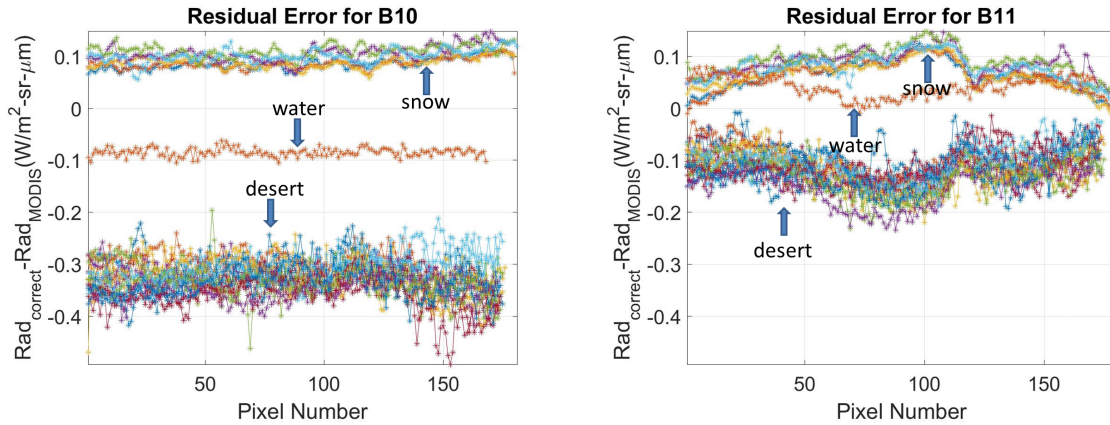 Residual Error for B10
Rad_correct-Rad_MODIS(W/m²-sr-μm)
0.1
0
-0.1
-0.2
-0.3
-0.4
snow
water
desert
50
100
150
Pixel Number
Residual Error for B11
Rad_correct-Rad_MODIS(W/m²-sr-μm)
0.1
0
-0.1
-0.2
-0.3
-0.4
snow
water
desert
50
100
150
Pixel Number